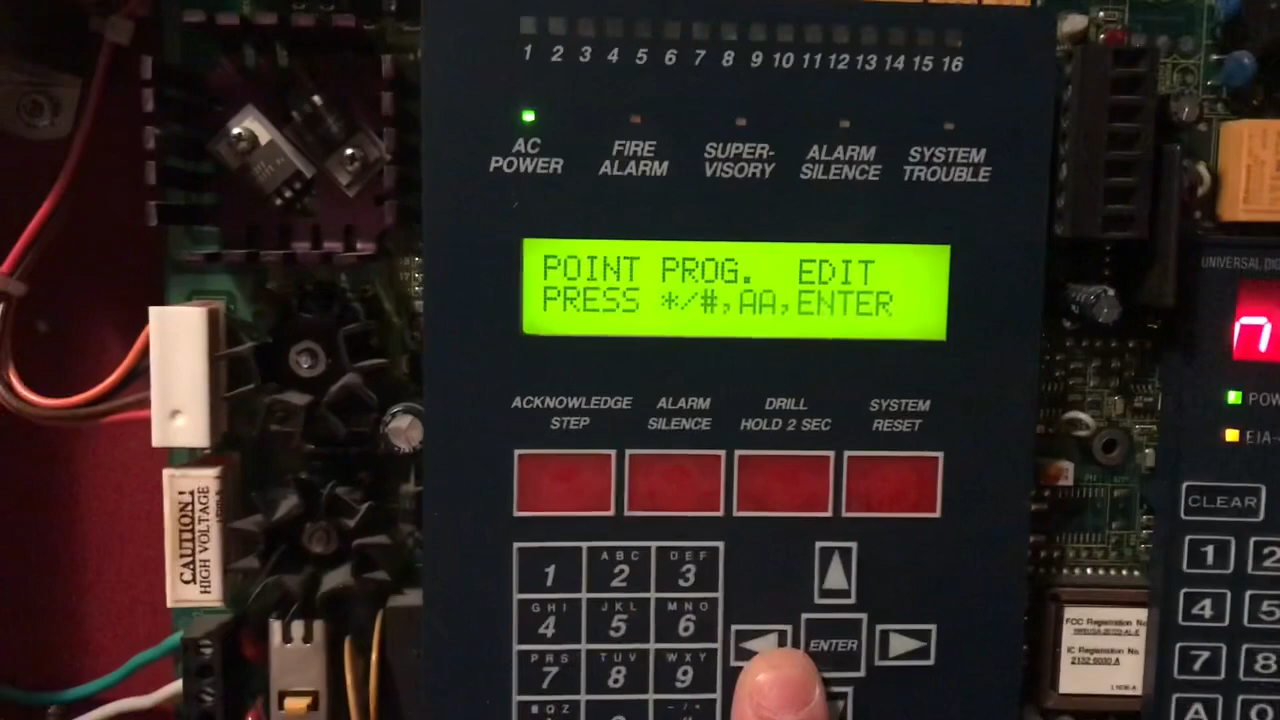 1 2 3 4 5 6 7 8 9 10 11 12 13 14 15 16
AC POWER
FIRE ALARM
SUPER-VISORY
ALARM SILENCE
SYSTEM TROUBLE
POINT PROG. EDIT
PRESS */#,AA,ENTER
ACKNOWLEDGE STEP
ALARM SILENCE
DRILL HOLD 2 SEC
SYSTEM RESET
1
ABC 2
DEF 3
GHI 4
JKL 5
MNO 6
PRS 7
TUV 8
WXY 9
ENTER
CAUTION!
HIGH VOLTAGE
UNIVERSAL DI
POW
EIA-
CLEAR
1 2
4 5
7 8
FCC Registration No
IC Registration No.
2132 6030 A